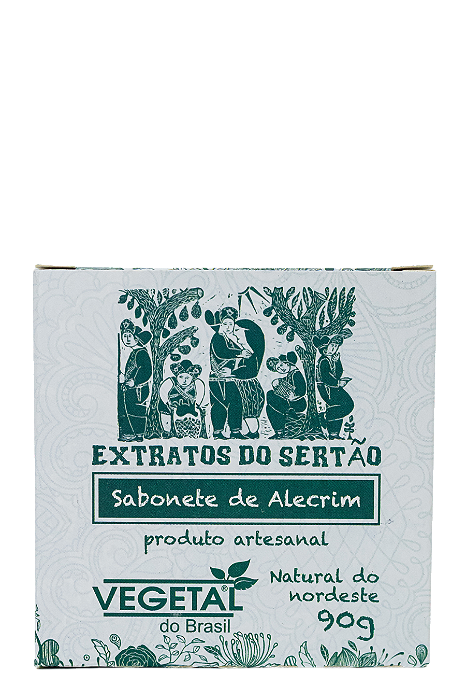 EXTRATOS DO SERTÃO
Sabonete de Alecrim
produto artesanal
VEGETAL®
do Brasil
Natural do
nordeste
90g